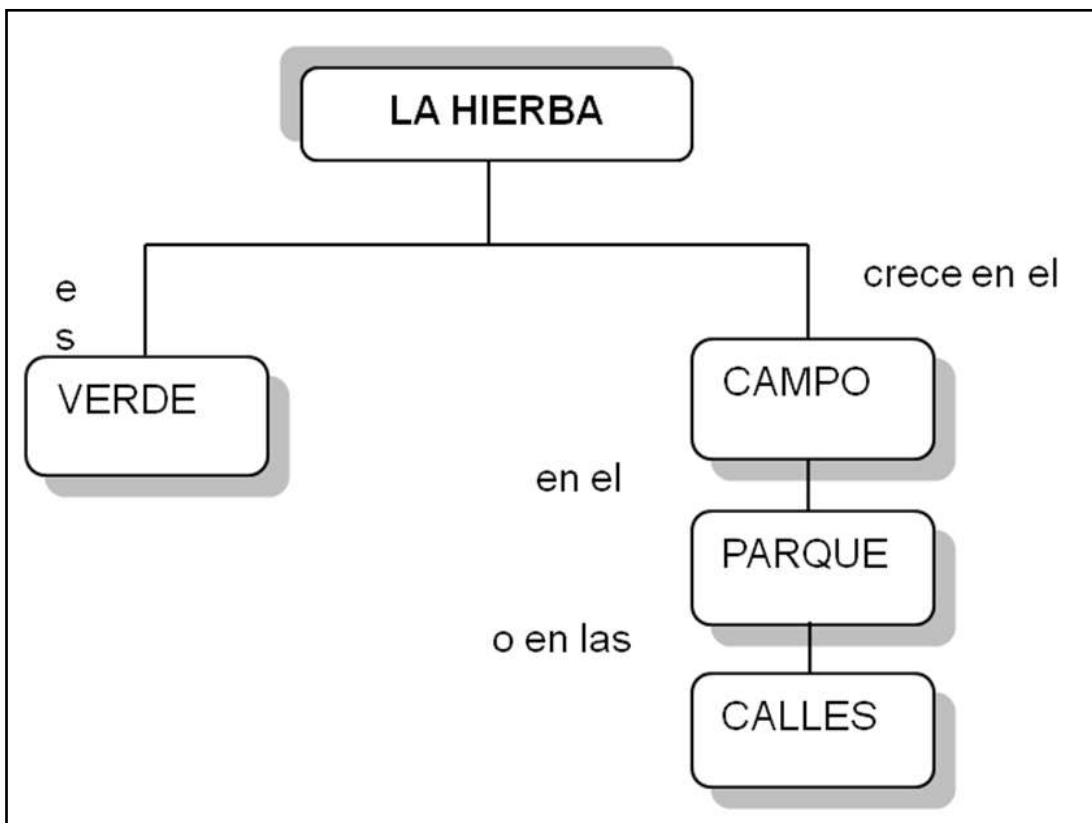 LA HIERBA
e
s
VERDE
crece en el
CAMPO
en el
PARQUE
o en las
CALLES